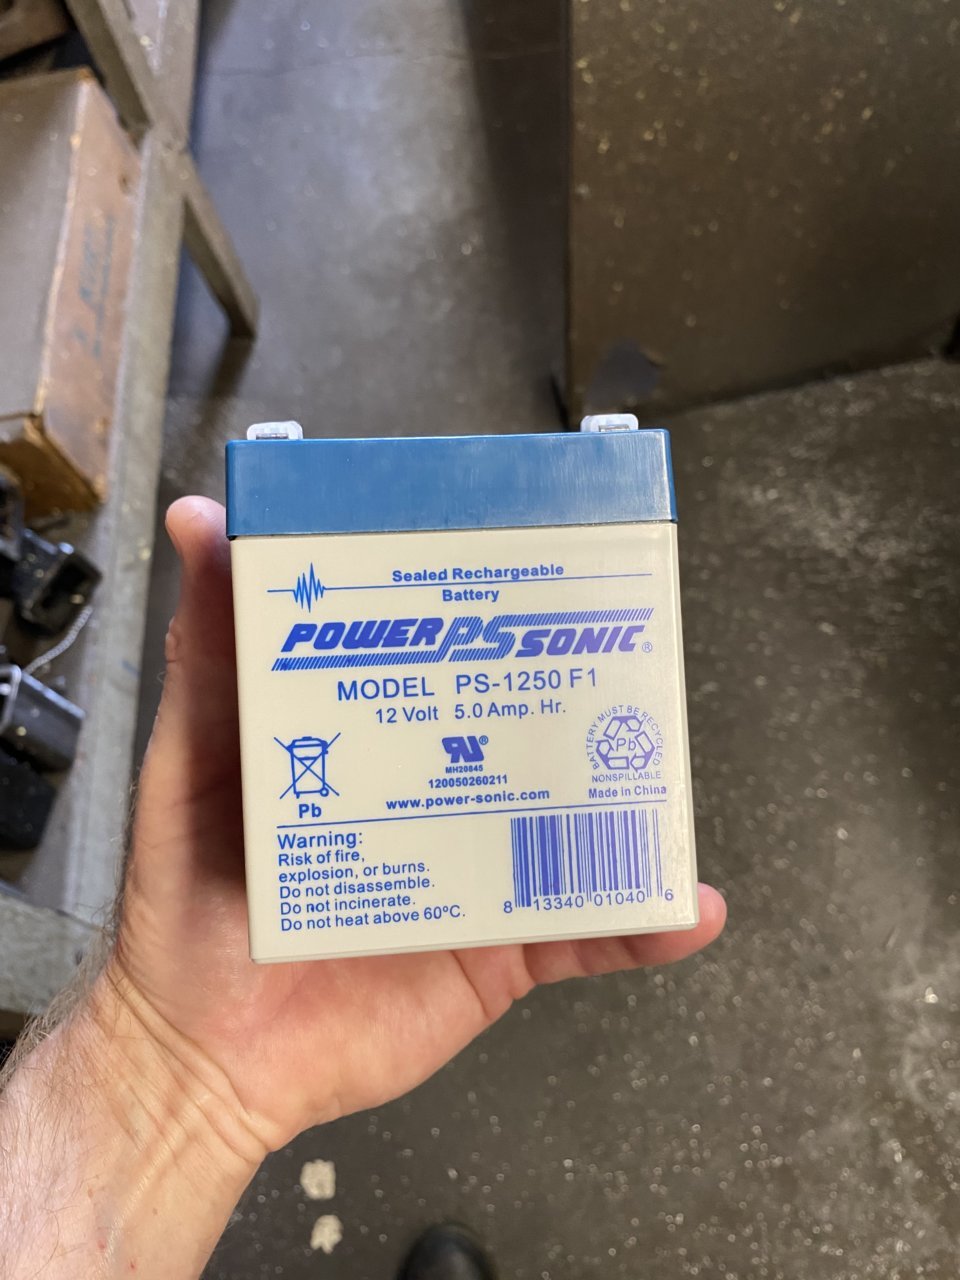 Sealed Rechargeable
Battery
POWER PS SONIC®
MODEL PS-1250 F1
12 Volt 5.0 Amp. Hr.
BATTERY MUST BE RECYCLED
Pb
NONSPILLABLE
Made in China
®
MH20845
120050260211
www.power-sonic.com
Pb
Warning:
Risk of fire,
explosion, or burns.
Do not disassemble.
Do not incinerate.
Do not heat above 60ºC.
8 13340 01040 6